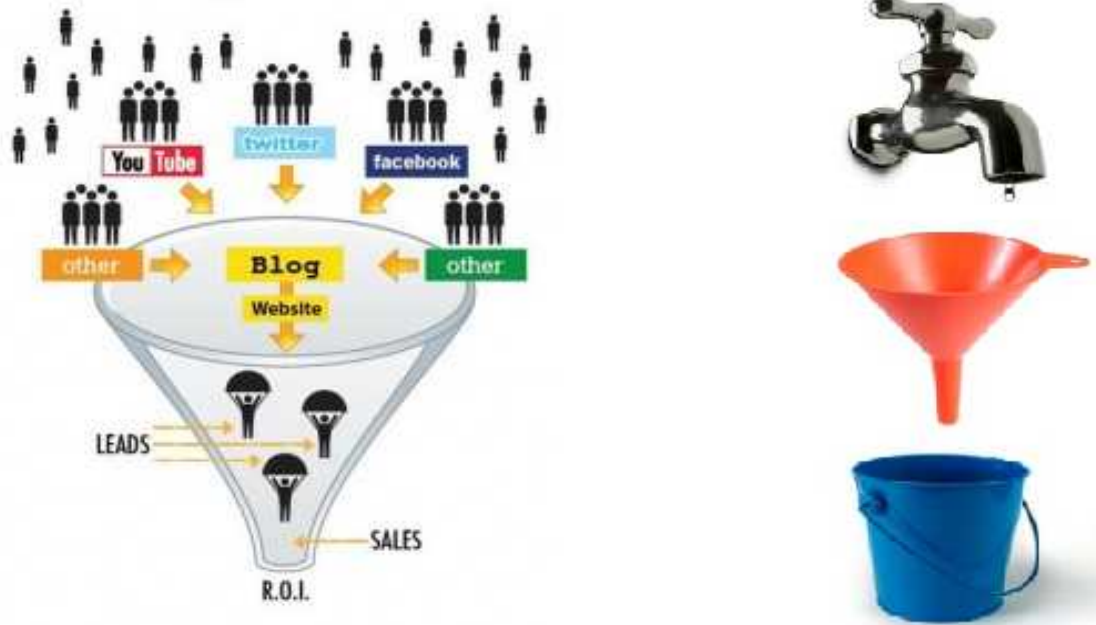 twitter
You Tube
facebook
other
Blog
other
Website
LEADS
SALES
R.O.I.